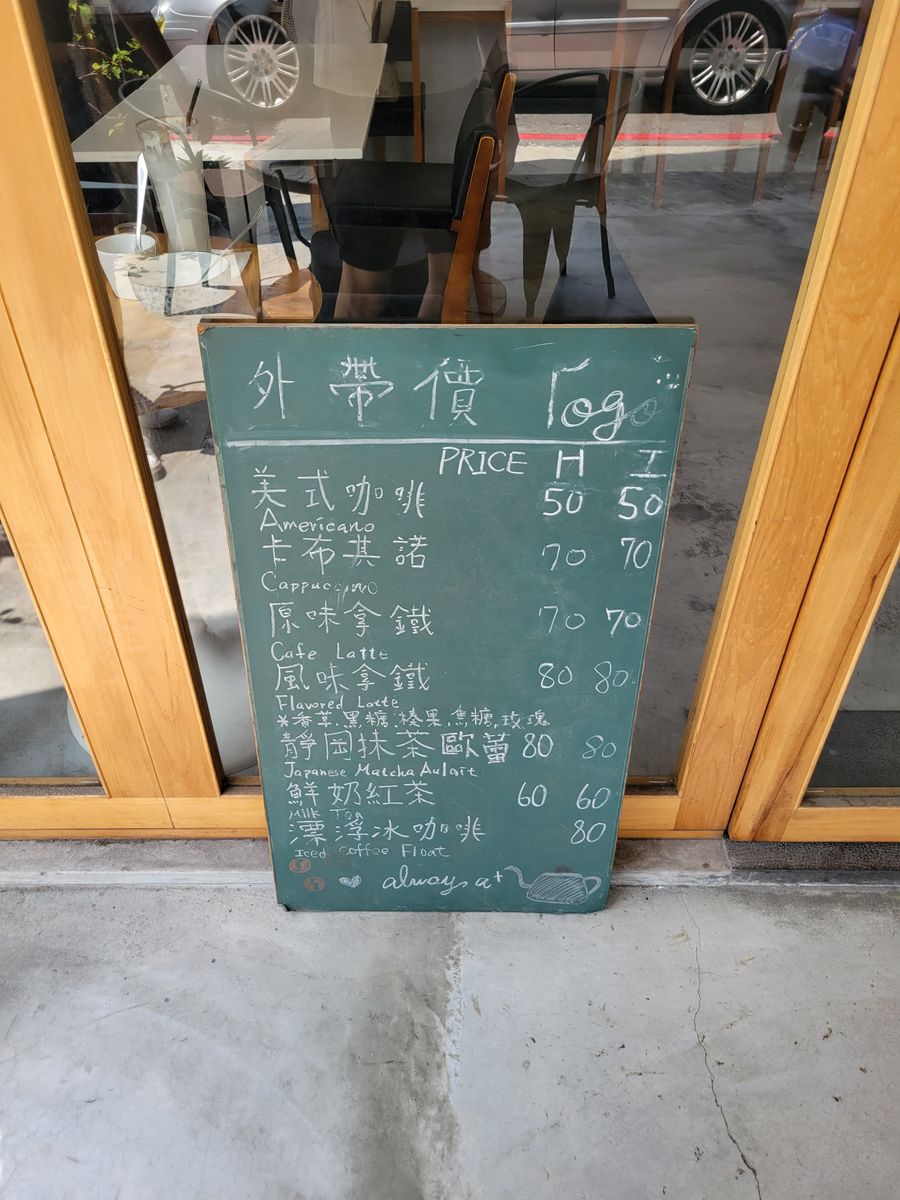 外帶價 Togo
PRICE H I
美式咖啡 50 50
Americano
卡布其諾 70 70
Cappuccino
原味拿鐵 70 70
Cafe Latte
風味拿鐵 80 80
Flavored Latte
*香草.黑糖.榛果.焦糖.玫瑰
靜岡抹茶歐蕾 80 80
Japanese Matcha Aulait
鮮奶紅茶 60 60
Milk Tea
漂浮冰咖啡 80
Iced Coffee Float
always at